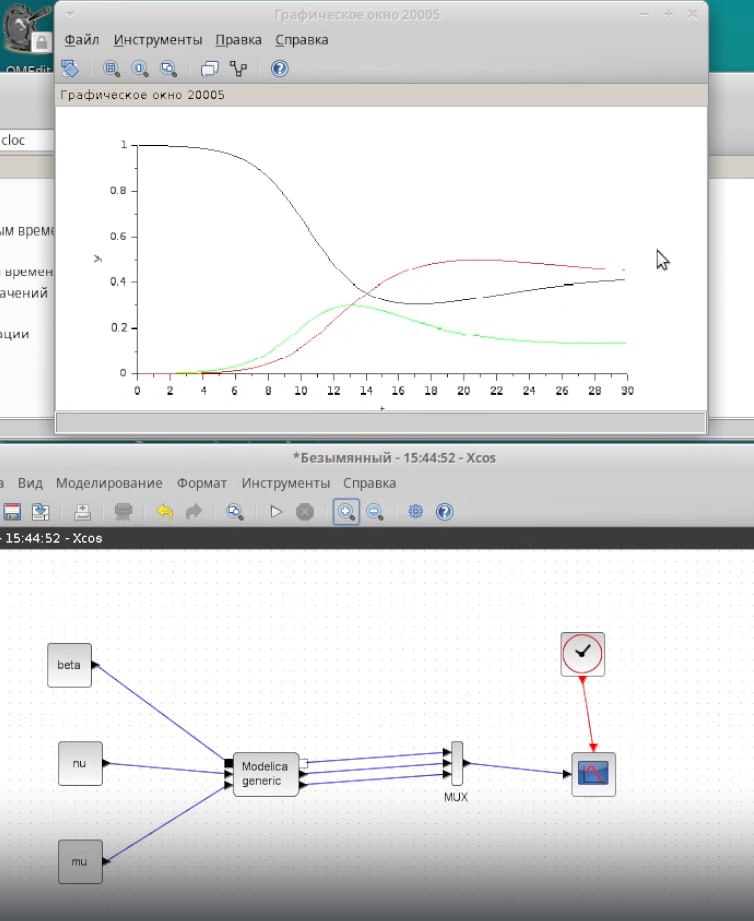 Графическое окно 20005
Файл Инструменты Правка Справка
OMEdit
Графическое окно 20005
cloc
ым време
времен
ачений
ации
1
0.8
0.6
0.4
0.2
0
y
0 2 4 6 8 10 12 14 16 18 20 22 24 26 28 30
*Безымянный - 15:44:52 - Xcos
а Вид Моделирование Формат Инструменты Справка
- 15:44:52 - Xcos
beta
nu
Modelica
generic
MUX
mu